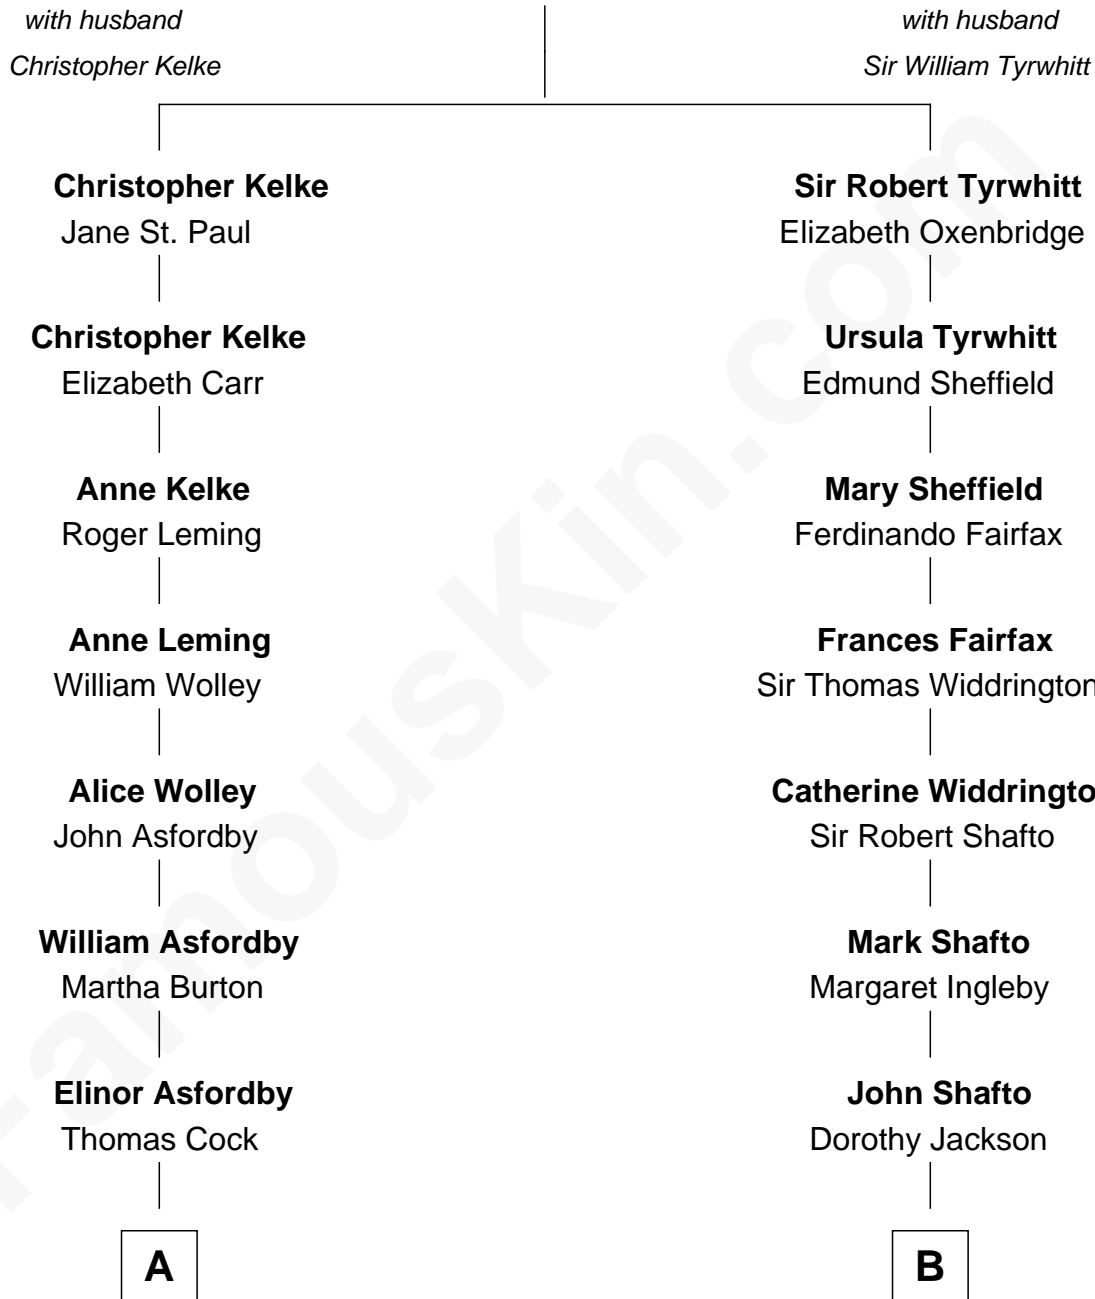 with husband
Christopher Kelke
with husband
Sir William Tyrwhitt
Christopher Kelke
Jane St. Paul
Sir Robert Tyrwhitt
Elizabeth Oxenbridge
Christopher Kelke
Elizabeth Carr
Ursula Tyrwhitt
Edmund Sheffield
Anne Kelke
Roger Leming
Mary Sheffield
Ferdinando Fairfax
Anne Leming
William Wolley
Frances Fairfax
Sir Thomas Widdrington
Alice Wolley
John Asfordby
Catherine Widdringto
Sir Robert Shafto
William Asfordby
Martha Burton
Mark Shafto
Margaret Ingleby
Elinor Asfordby
Thomas Cock
John Shafto
Dorothy Jackson
A
B
FamousKin.com